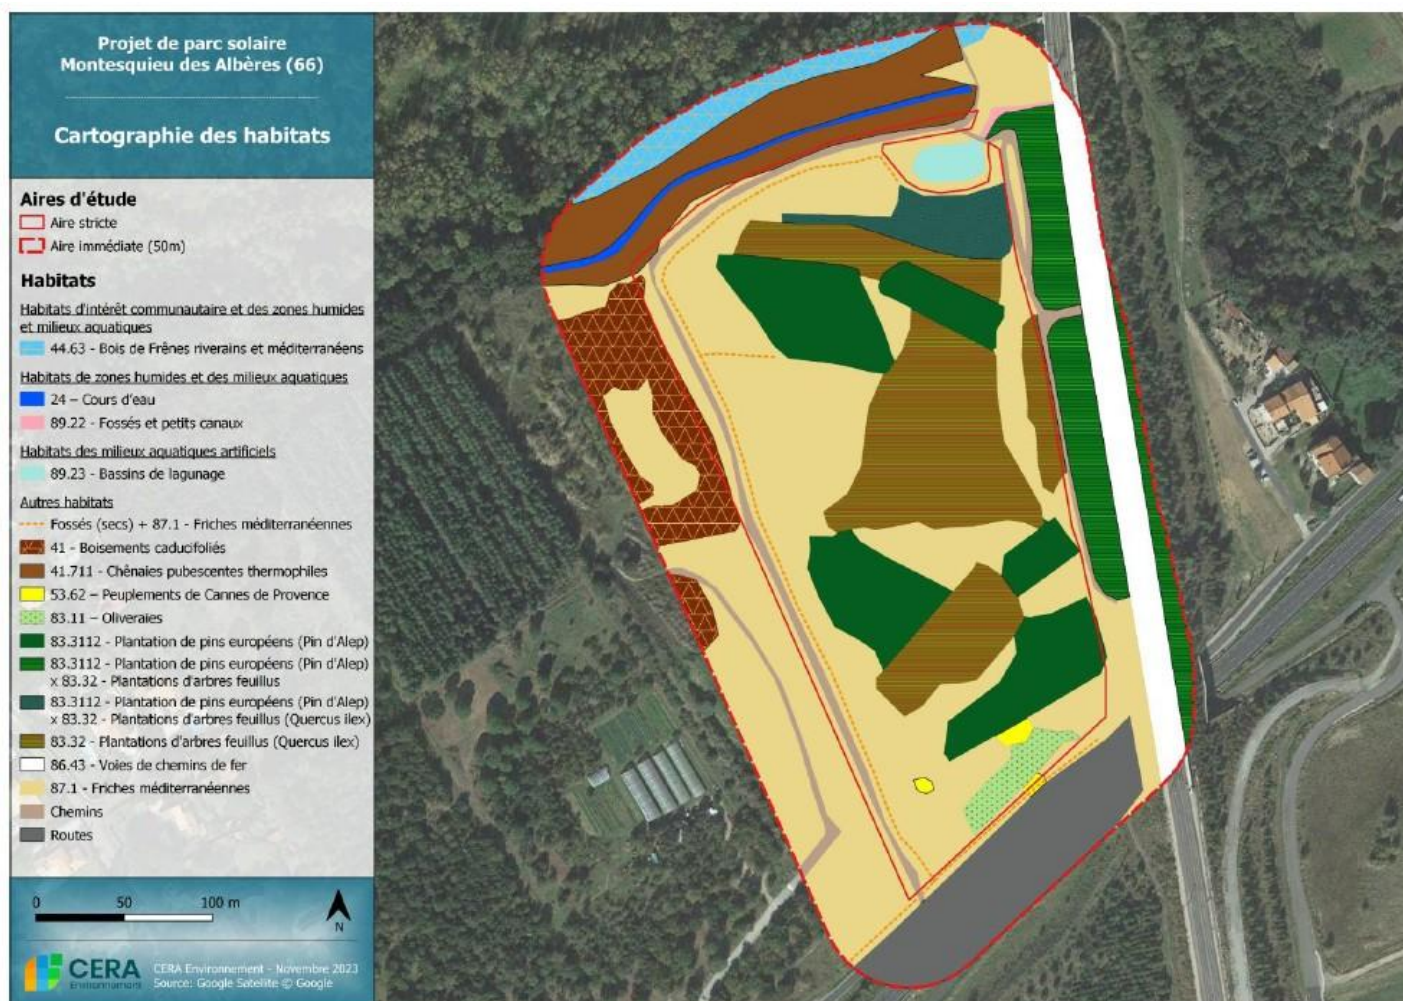 Projet de parc solaire
Montesquieu des Albères (66)
Cartographie des habitats
Aires d'étude
Aire stricte
Aire immédiate (50m)
Habitats
Habitats d'intérêt communautaire et des zones humides
et milieux aquatiques
44.63 - Bois de Frênes riverains et méditerranéens
Habitats de zones humides et des milieux aquatiques
24 – Cours d'eau
89.22 - Fossés et petits canaux
Habitats des milieux aquatiques artificiels
89.23 - Bassins de lagunage
Autres habitats
Fossés (secs) + 87.1 - Friches méditerranéennes
41 - Boisements caducifoliés
41.711 - Chênaies pubescentes thermophiles
53.62 – Peuplements de Cannes de Provence
83.11 – Oliveraies
83.3112 - Plantation de pins européens (Pin d'Alep)
83.3112 - Plantation de pins européens (Pin d'Alep)
x 83.32 - Plantations d'arbres feuillus
83.3112 - Plantation de pins européens (Pin d'Alep)
x 83.32 - Plantations d'arbres feuillus (Quercus ilex)
83.32 - Plantations d'arbres feuillus (Quercus ilex)
86.43 - Voies de chemins de fer
87.1 - Friches méditerranéennes
Chemins
Routes
0 50 100 m
N
CERA
Environnement
CERA Environnement - Novembre 2023
Source: Google Satellite © Google